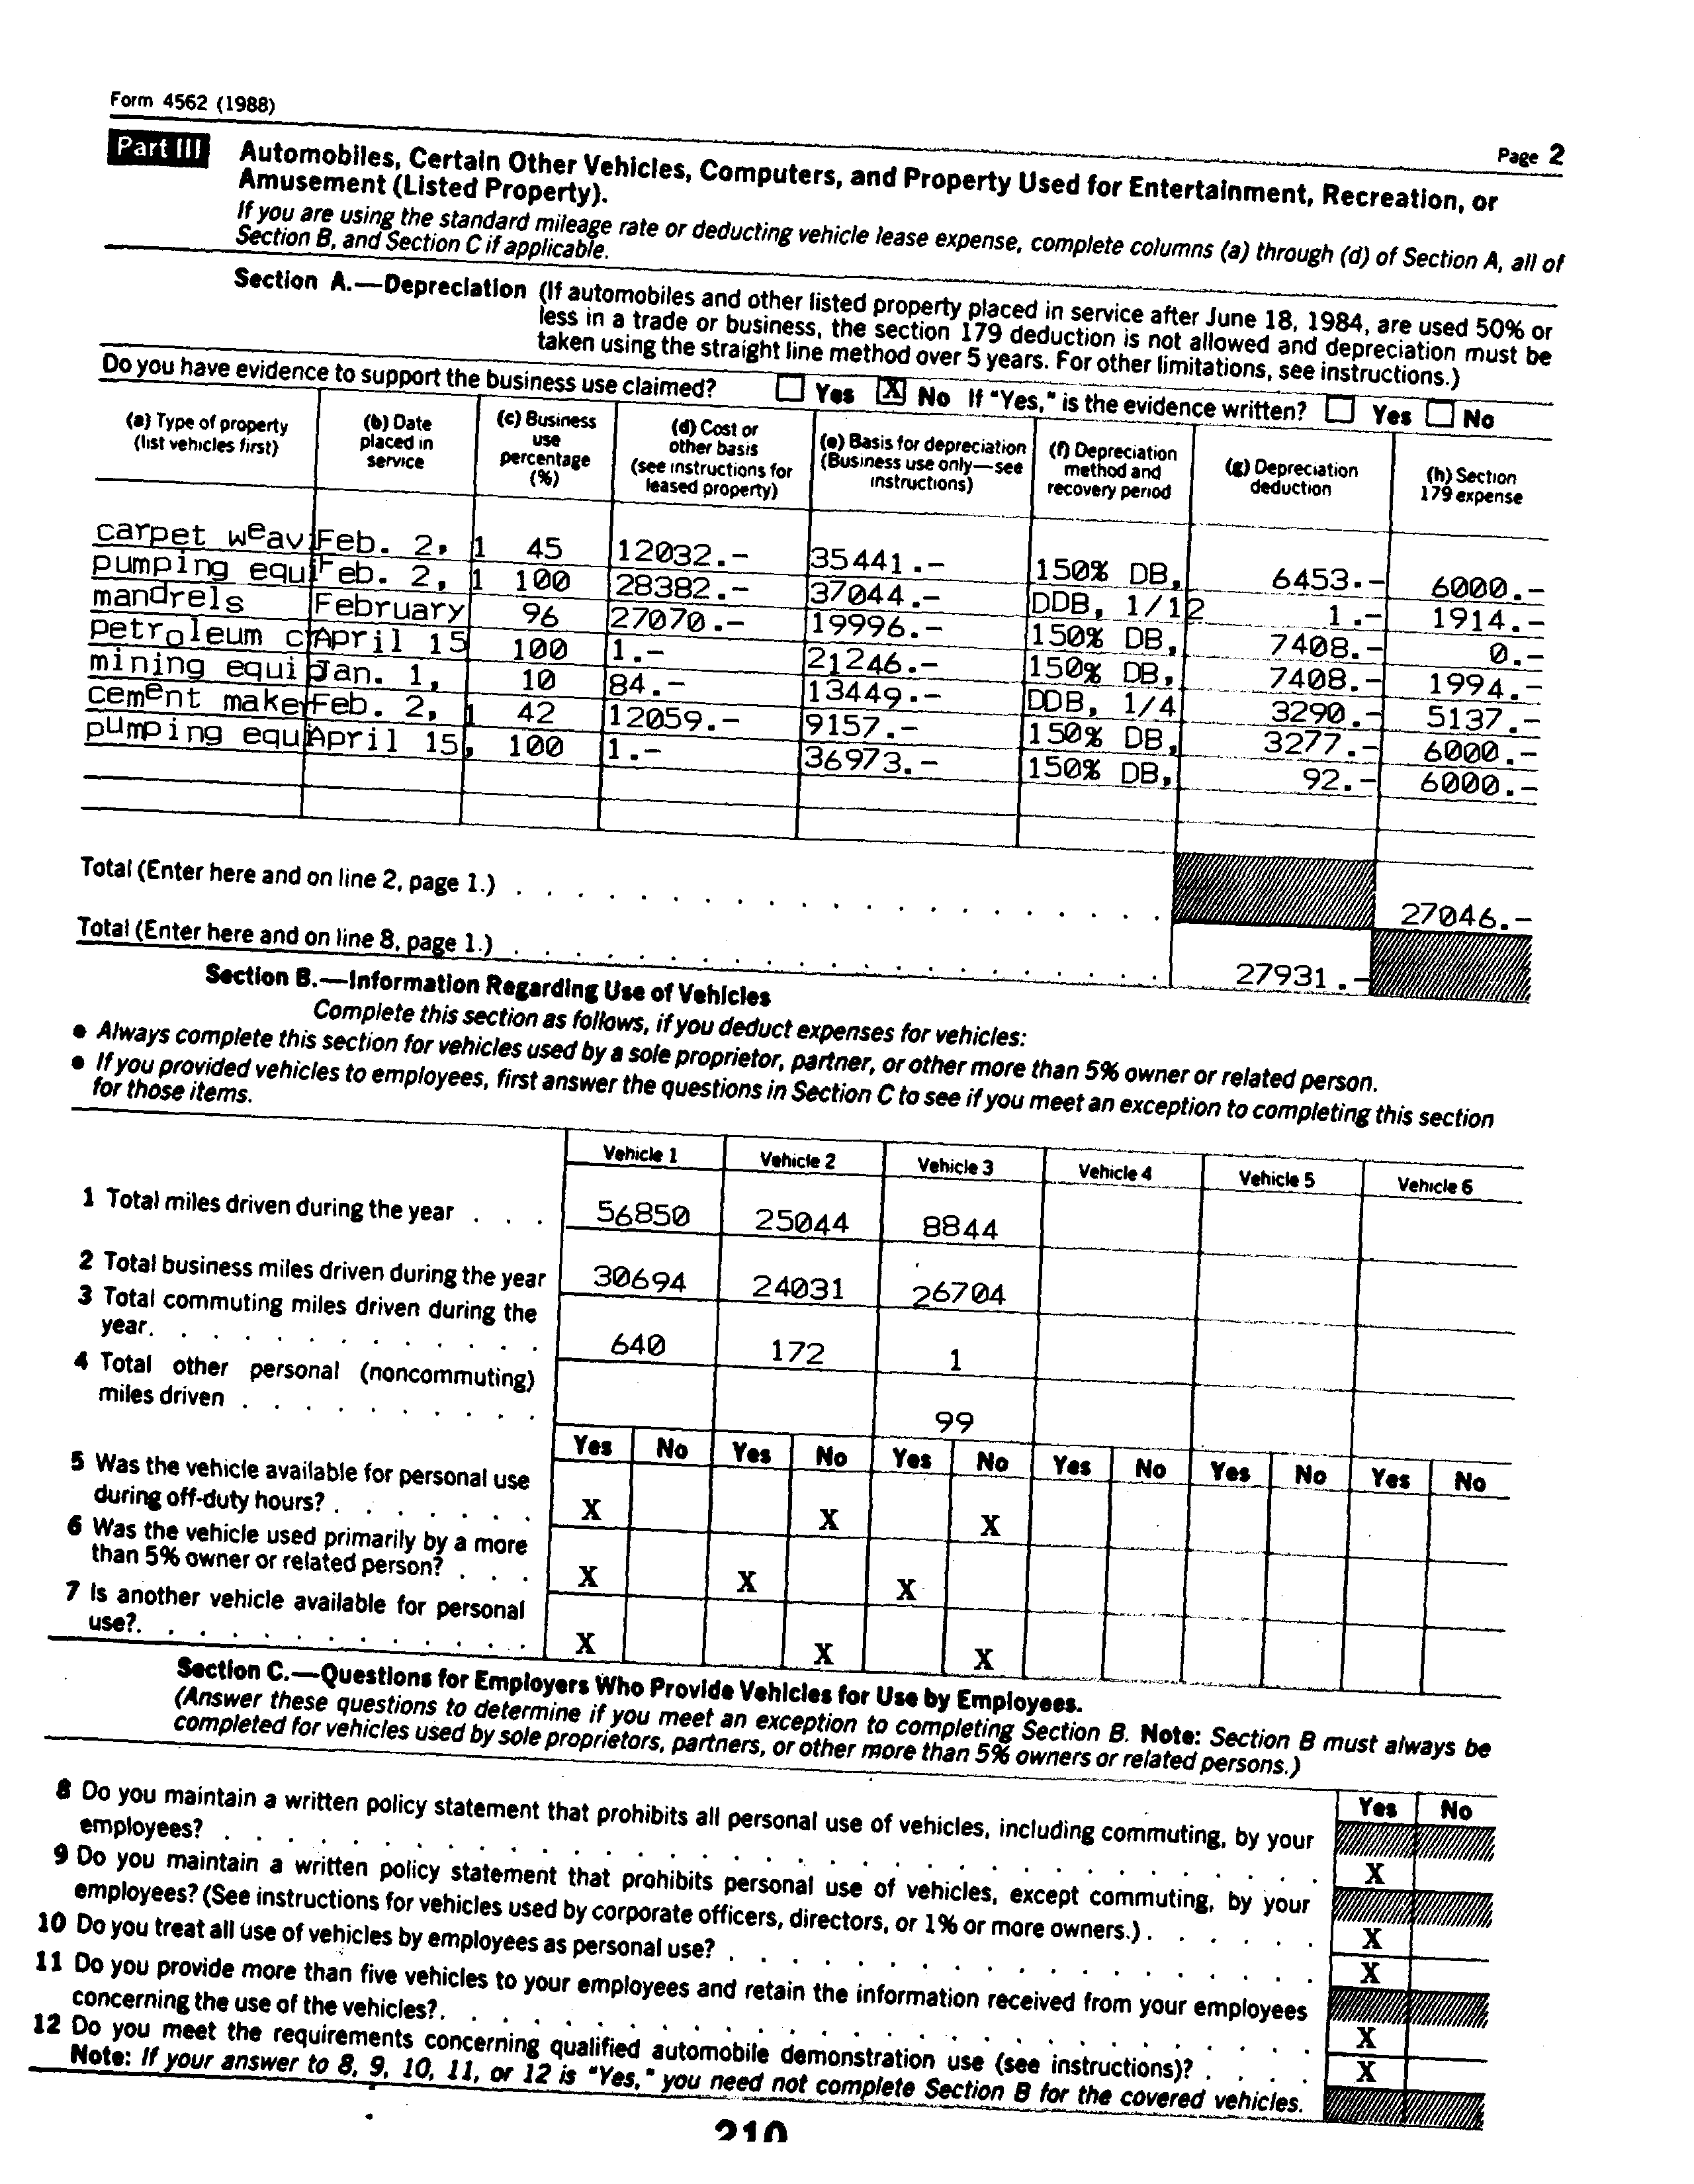 Form 4562 (1988)
Page 2
Part III Automobiles, Certain Other Vehicles, Computers, and Property Used for Entertainment, Recreation, or
Amusement (Listed Property).
If you are using the standard mileage rate or deducting vehicle lease expense, complete columns (a) through (d) of Section A, all of
Section B, and Section C if applicable.
Section A.—Depreciation (If automobiles and other listed property placed in service after June 18, 1984, are used 50% or
less in a trade or business, the section 179 deduction is not allowed and depreciation must be
taken using the straight line method over 5 years. For other limitations, see instructions.)
Do you have evidence to support the business use claimed? Yes X No If "Yes," is the evidence written? Yes No
(a) Type of property (list vehicles first) (b) Date placed in service (c) Business use percentage (%) (d) Cost or other basis (see instructions for leased property) (e) Basis for depreciation (Business use only—see instructions) (f) Depreciation method and recovery period (g) Depreciation deduction (h) Section 179 expense
carpet weav Feb. 2, 1 45 12032.- 35441.- 150% DB, 6453.- 6000.-
pumping equi Feb. 2, 1 100 28382.- 37044.- DDB, 1/12 1.- 1914.-
mandrels February 96 27070.- 19996.- 150% DB, 7408.- 0.-
petroleum c April 15 100 1.- 21246.- 150% DB, 7408.- 1994.-
mining equip Jan. 1, 10 84.- 13449.- DDB, 1/4 3290.- 5137.-
cement maker Feb. 2, 1 42 12059.- 9157.- 150% DB, 3277.- 6000.-
pumping equi April 15, 100 1.- 36973.- 150% DB, 92.- 6000.-
Total (Enter here and on line 2, page 1.) 27046.-
Total (Enter here and on line 8, page 1.) 27931.-
Section B.—Information Regarding Use of Vehicles
Complete this section as follows, if you deduct expenses for vehicles:
● Always complete this section for vehicles used by a sole proprietor, partner, or other more than 5% owner or related person.
● If you provided vehicles to employees, first answer the questions in Section C to see if you meet an exception to completing this section
for those items.
Vehicle 1 Vehicle 2 Vehicle 3 Vehicle 4 Vehicle 5 Vehicle 6
1 Total miles driven during the year 56850 25044 8844
2 Total business miles driven during the year 30694 24031 26704
3 Total commuting miles driven during the
year. 640 172 1
4 Total other personal (noncommuting)
miles driven 99
Yes No Yes No Yes No Yes No Yes No Yes No
5 Was the vehicle available for personal use
during off-duty hours? X X X
6 Was the vehicle used primarily by a more
than 5% owner or related person? X X X
7 Is another vehicle available for personal
use? X X X
Section C.—Questions for Employers Who Provide Vehicles for Use by Employees.
(Answer these questions to determine if you meet an exception to completing Section B. Note: Section B must always be
completed for vehicles used by sole proprietors, partners, or other more than 5% owners or related persons.)
Yes No
8 Do you maintain a written policy statement that prohibits all personal use of vehicles, including commuting, by your
employees? X
9 Do you maintain a written policy statement that prohibits personal use of vehicles, except commuting, by your
employees? (See instructions for vehicles used by corporate officers, directors, or 1% or more owners.) X
10 Do you treat all use of vehicles by employees as personal use? X
11 Do you provide more than five vehicles to your employees and retain the information received from your employees
concerning the use of the vehicles? X
12 Do you meet the requirements concerning qualified automobile demonstration use (see instructions)? X
Note: If your answer to 8, 9, 10, 11, or 12 is "Yes," you need not complete Section B for the covered vehicles.
210